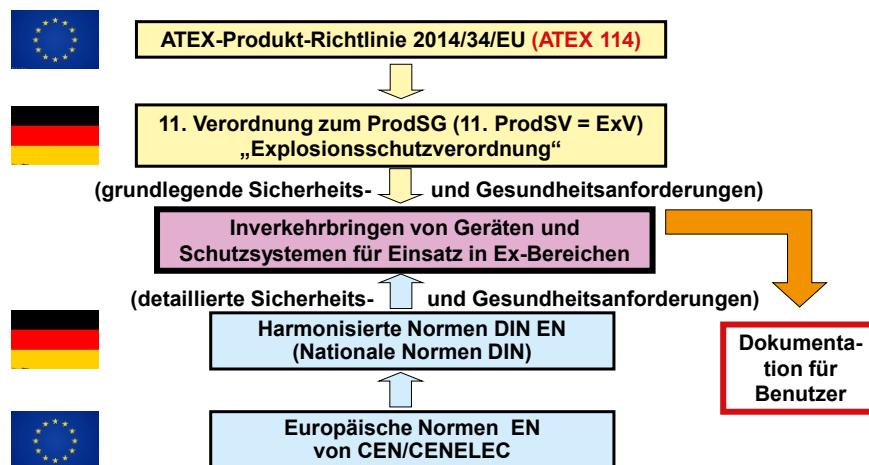 ATEX-Produkt-Richtlinie 2014/34/EU (ATEX 114)
11. Verordnung zum ProdSG (11. ProdSV = ExV)
„Explosionsschutzverordnung“
(grundlegende Sicherheits- und Gesundheitsanforderungen)
Inverkehrbringen von Geräten und
Schutzsystemen für Einsatz in Ex-Bereichen
(detaillierte Sicherheits- und Gesundheitsanforderungen)
Harmonisierte Normen DIN EN
(Nationale Normen DIN)
Dokumenta-
tion für
Benutzer
Europäische Normen EN
von CEN/CENELEC